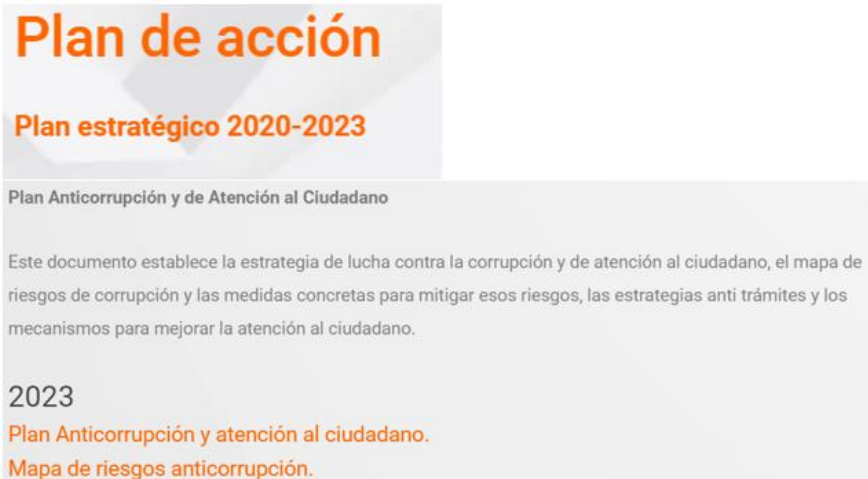 Plan de acción
Plan estratégico 2020-2023
Plan Anticorrupción y de Atención al Ciudadano
Este documento establece la estrategia de lucha contra la corrupción y de atención al ciudadano, el mapa de
riesgos de corrupción y las medidas concretas para mitigar esos riesgos, las estrategias anti trámites y los
mecanismos para mejorar la atención al ciudadano.
2023
Plan Anticorrupción y atención al ciudadano.
Mapa de riesgos anticorrupción.